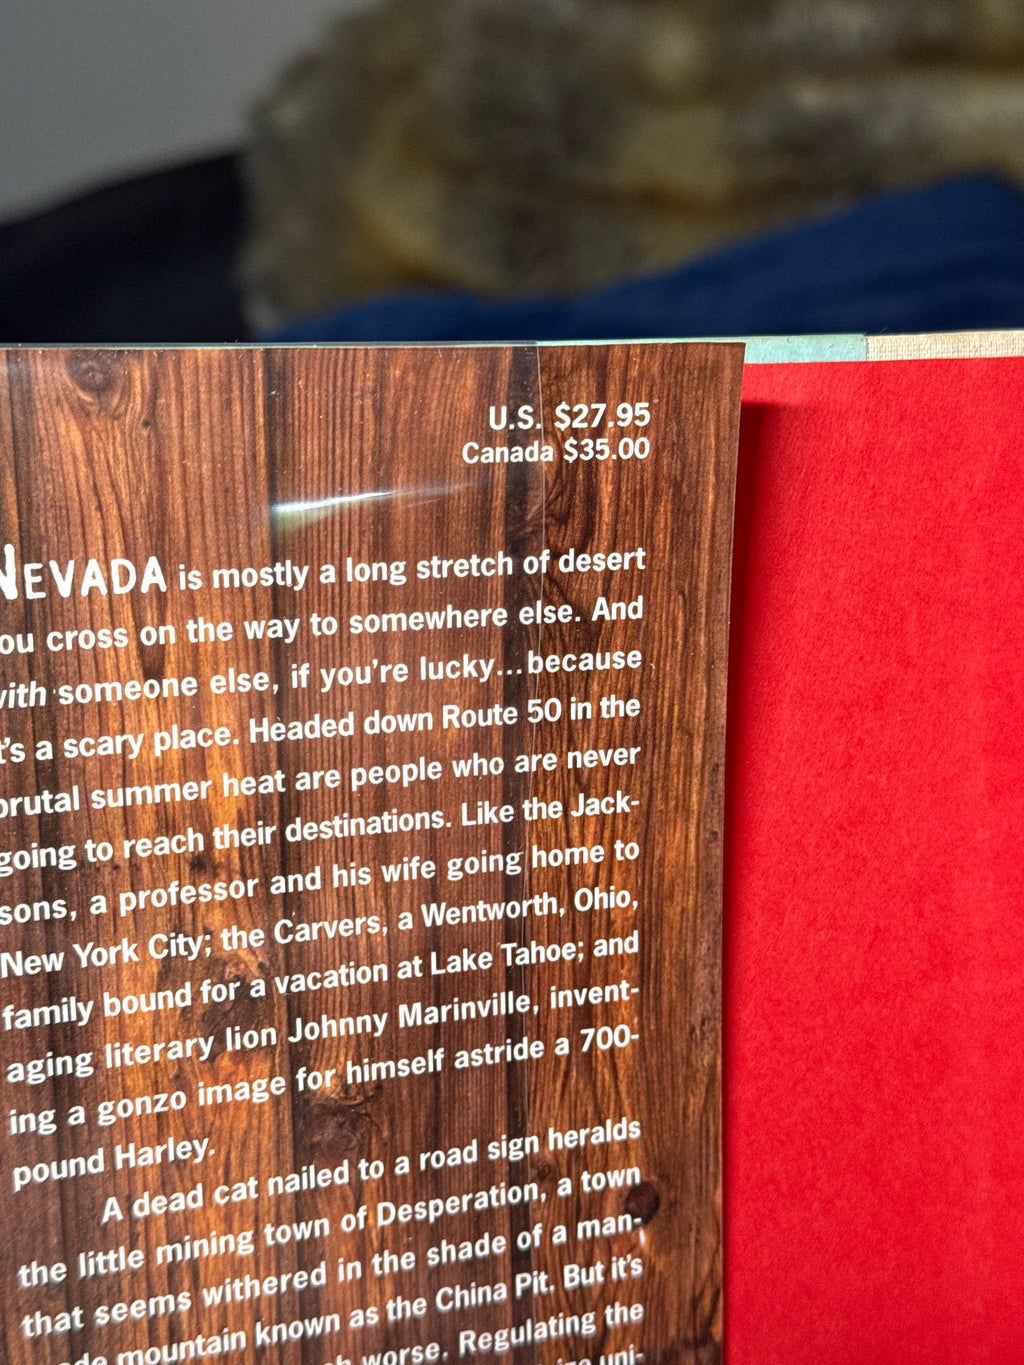 U.S. $27.95
Canada $35.00
NEVADA is mostly a long stretch of desert
ou cross on the way to somewhere else. And
with someone else, if you're lucky...because
t's a scary place. Headed down Route 50 in the
brutal summer heat are people who are never
going to reach their destinations. Like the Jack-
sons, a professor and his wife going home to
New York City; the Carvers, a Wentworth, Ohio,
family bound for a vacation at Lake Tahoe; and
aging literary lion Johnny Marinville, invent-
ing a gonzo image for himself astride a 700-
pound Harley.
A dead cat nailed to a road sign heralds
the little mining town of Desperation, a town
that seems withered in the shade of a man-
mountain known as the China Pit. But it's
worse. Regulating the
uni-